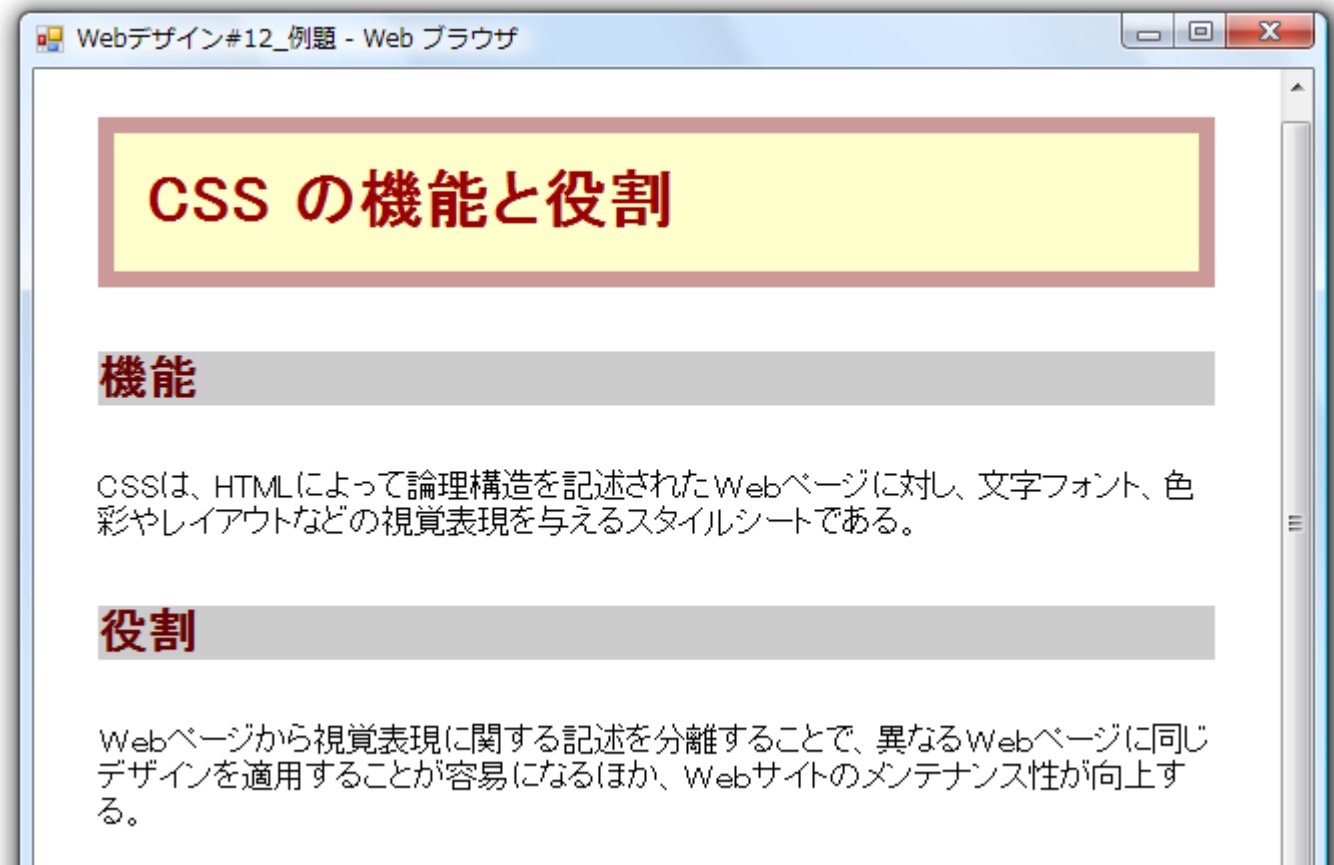 Webデザイン#12_例題 - Web ブラウザ
CSS の機能と役割
機能
CSSは、HTMLによって論理構造を記述されたWebページに対し、文字フォント、色
彩やレイアウトなどの視覚表現を与えるスタイルシートである。
役割
Webページから視覚表現に関する記述を分離することで、異なるWebページに同じ
デザインを適用することが容易になるほか、Webサイトのメンテナンス性が向上す
る。